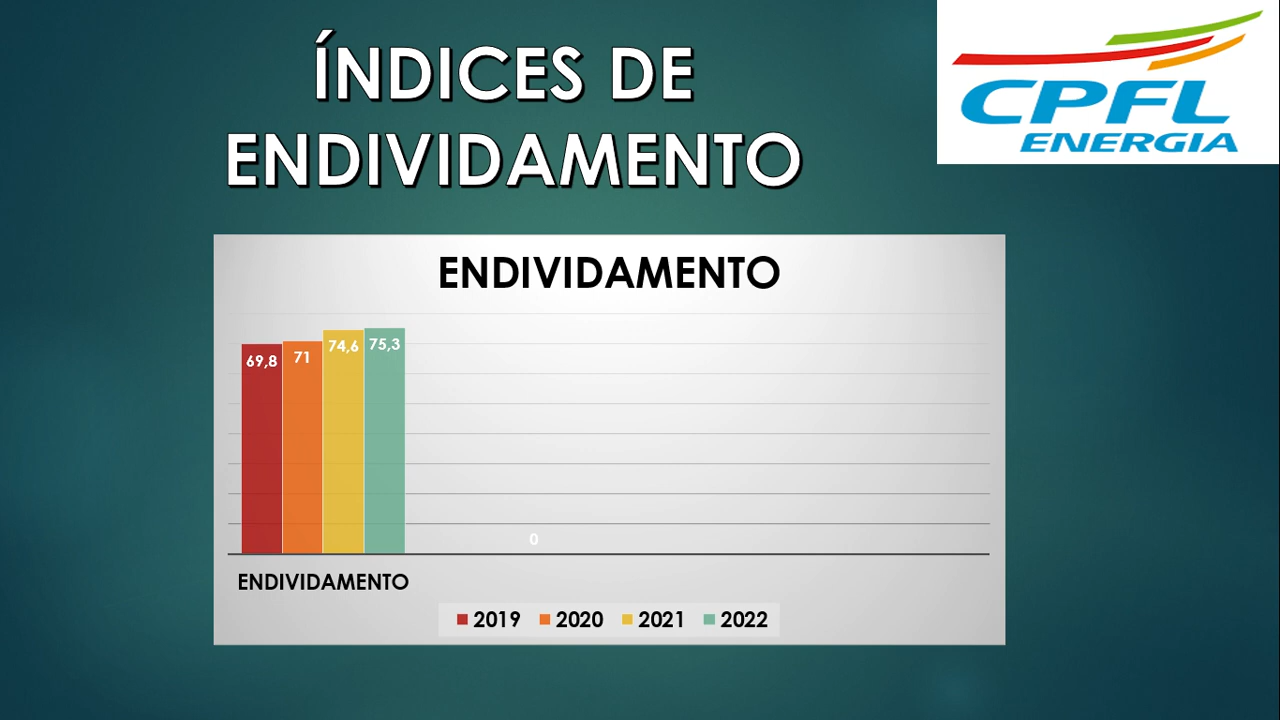 ÍNDICES DE
ENDIVIDAMENTO
CPFL
ENERGIA
ENDIVIDAMENTO
69,8
71
74,6
75,3
0
ENDIVIDAMENTO
2019 2020 2021 2022